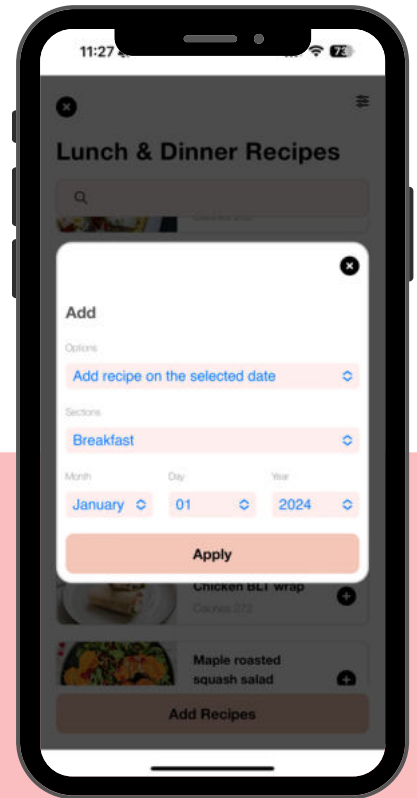 11:27
73
Lunch & Dinner Recipes
Add
Options
Add recipe on the selected date
Sections
Breakfast
Month Day Year
January 01 2024
Apply
Chicken BLT wrap
Calories 272
Maple roasted
squash salad
Add Recipes